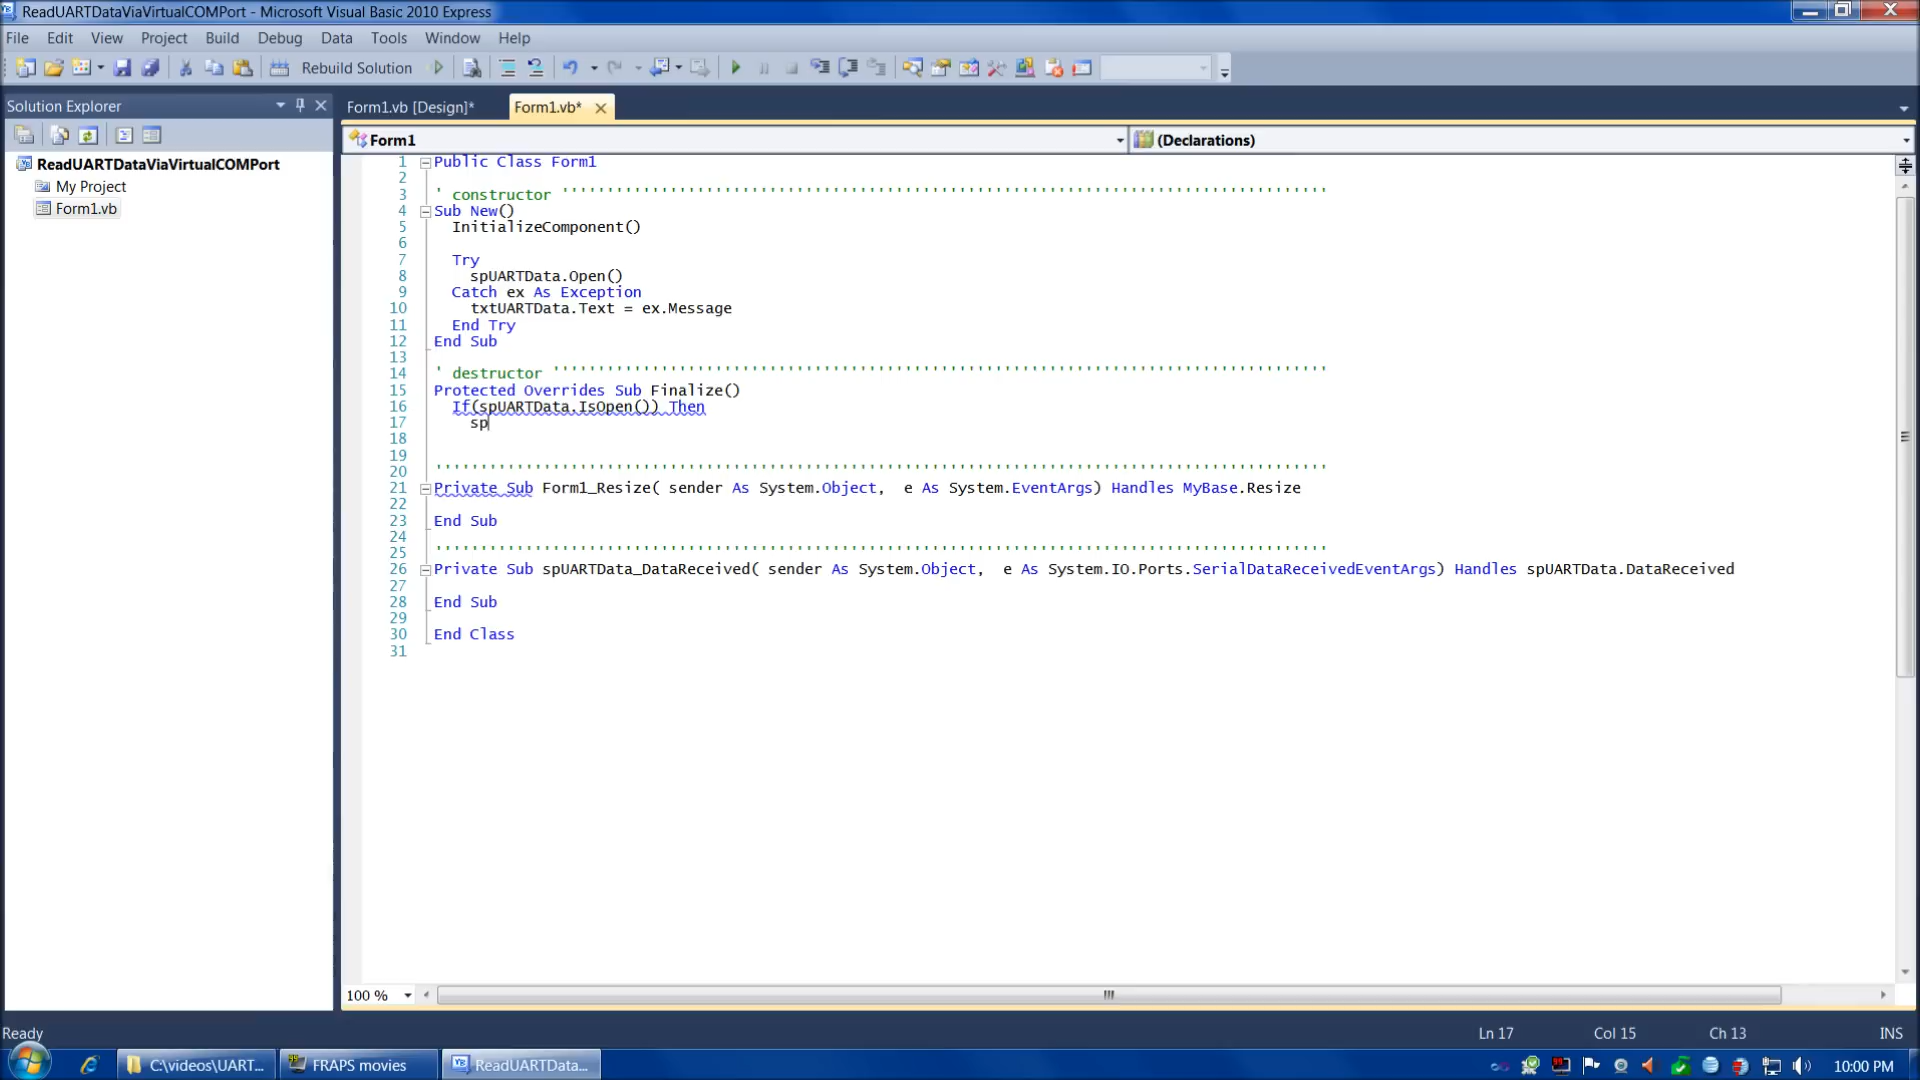 ReadUARTDataViaVirtualCOMPort - Microsoft Visual Basic 2010 Express
File Edit View Project Build Debug Data Tools Window Help
Rebuild Solution
Solution Explorer
Form1.vb [Design]* Form1.vb*
Form1 (Declarations)
ReadUARTDataViaVirtualCOMPort
My Project
Form1.vb
1 Public Class Form1
2
3 ' constructor '''''''''''''''''''''''''''''''''''''''''''''''''''''''''''''''''''''''''''''''''''''
4 Sub New()
5 InitializeComponent()
6
7 Try
8 spUARTData.Open()
9 Catch ex As Exception
10 txtUARTData.Text = ex.Message
11 End Try
12 End Sub
13
14 ' destructor ''''''''''''''''''''''''''''''''''''''''''''''''''''''''''''''''''''''''''''''''''''''
15 Protected Overrides Sub Finalize()
16 If(spUARTData.IsOpen()) Then
17 sp
18
19
20 '''''''''''''''''''''''''''''''''''''''''''''''''''''''''''''''''''''''''''''''''''''''''''''''''''
21 Private Sub Form1_Resize( sender As System.Object, e As System.EventArgs) Handles MyBase.Resize
22
23 End Sub
24
25 '''''''''''''''''''''''''''''''''''''''''''''''''''''''''''''''''''''''''''''''''''''''''''''''''''
26 Private Sub spUARTData_DataReceived( sender As System.Object, e As System.IO.Ports.SerialDataReceivedEventArgs) Handles spUARTData.DataReceived
27
28 End Sub
29
30 End Class
31
100 %
Ready Ln 17 Col 15 Ch 13 INS
C:\videos\UART... FRAPS movies ReadUARTData... 10:00 PM